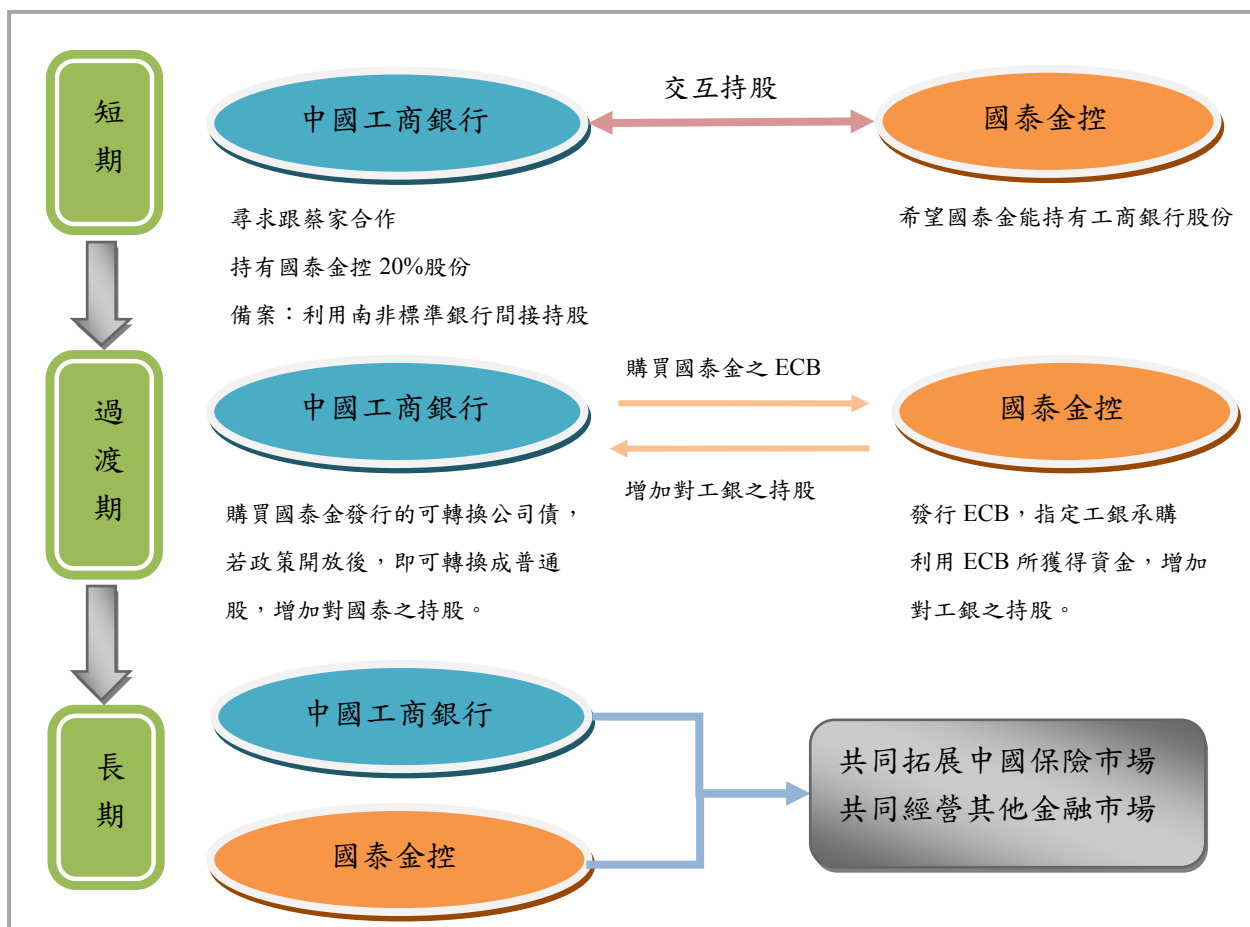 短期
中國工商銀行
交互持股
國泰金控
尋求跟蔡家合作
持有國泰金控 20%股份
備案：利用南非標準銀行間接持股
希望國泰金能持有工商銀行股份
過渡期
中國工商銀行
購買國泰金之 ECB
增加對工銀之持股
國泰金控
購買國泰金發行的可轉換公司債，
若政策開放後，即可轉換成普通
股，增加對國泰之持股。
發行 ECB，指定工銀承購
利用 ECB 所獲得資金，增加
對工銀之持股。
長期
中國工商銀行
國泰金控
共同拓展中國保險市場
共同經營其他金融市場